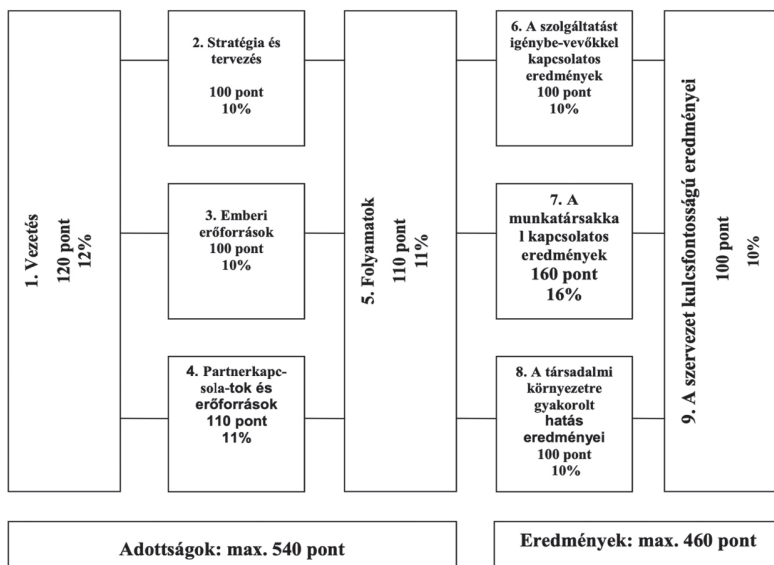 1. Vezetés
120 pont
12%
2. Stratégia és
tervezés
100 pont
10%
3. Emberi
erőforrások
100 pont
10%
4. Partnerkapc-
sola-tok és
erőforrások
110 pont
11%
5. Folyamatok
110 pont
11%
6. A szolgáltatást
igénybe-vevőkkel
kapcsolatos
eredmények
100 pont
10%
7. A
munkatársakka
l kapcsolatos
eredmények
160 pont
16%
8. A társadalmi
környezetre
gyakorolt
hatás
eredményei
100 pont
10%
9. A szervezet kulcsfontosságú eredményei
100 pont
10%
Adottságok: max. 540 pont
Eredmények: max. 460 pont